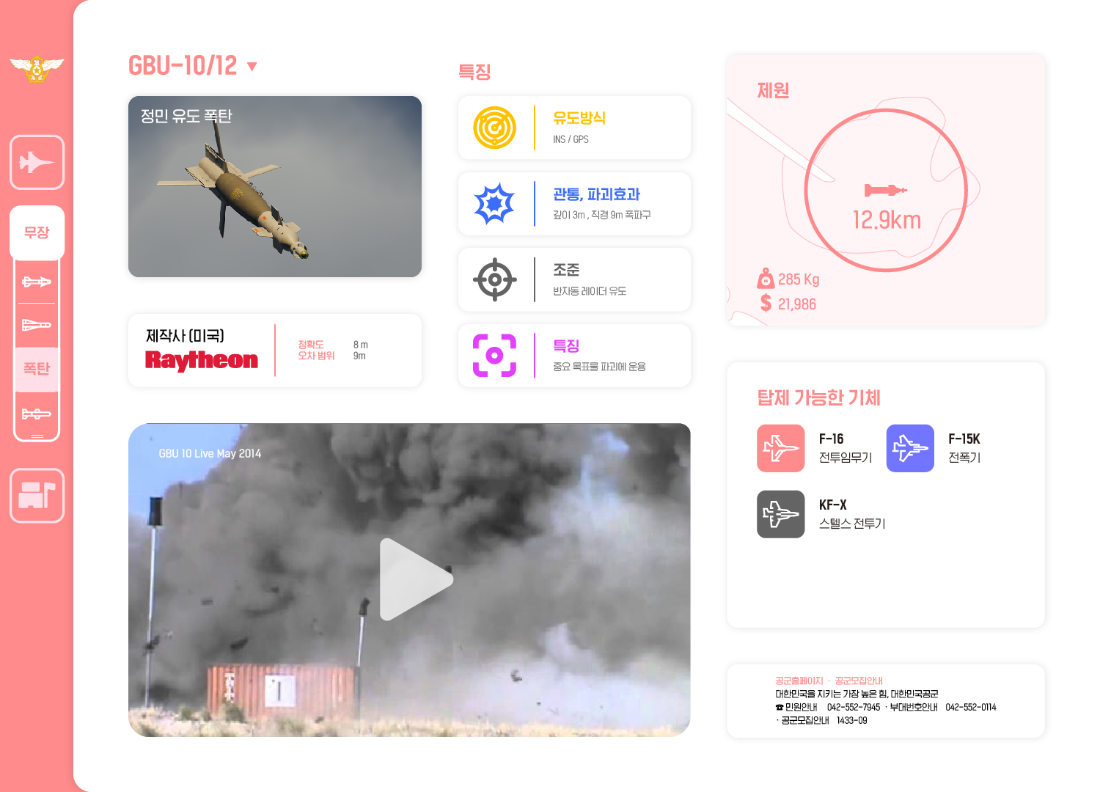 GBU-10/12 ▼
정민 유도 폭탄
무장
폭탄
제작사 (미국)
Raytheon
정확도 8 m
오차 범위 9m
특징
유도방식
INS / GPS
관통, 파괴효과
깊이 3m , 직경 9m 폭파구
조준
반자동 레이더 유도
특징
중요 목표물 파괴에 운용
GBU 10 Live May 2014
제원
12.9km
285 Kg
$ 21,986
탑제 가능한 기체
F-16
전투임무기
F-15K
전폭기
KF-X
스텔스 전투기
공군홈페이지 · 공군모집안내
대한민국을 지키는 가장 높은 힘, 대한민국공군
☎ 민원안내 042-552-7945 · 부대번호안내 042-552-0114
· 공군모집안내 1433-09